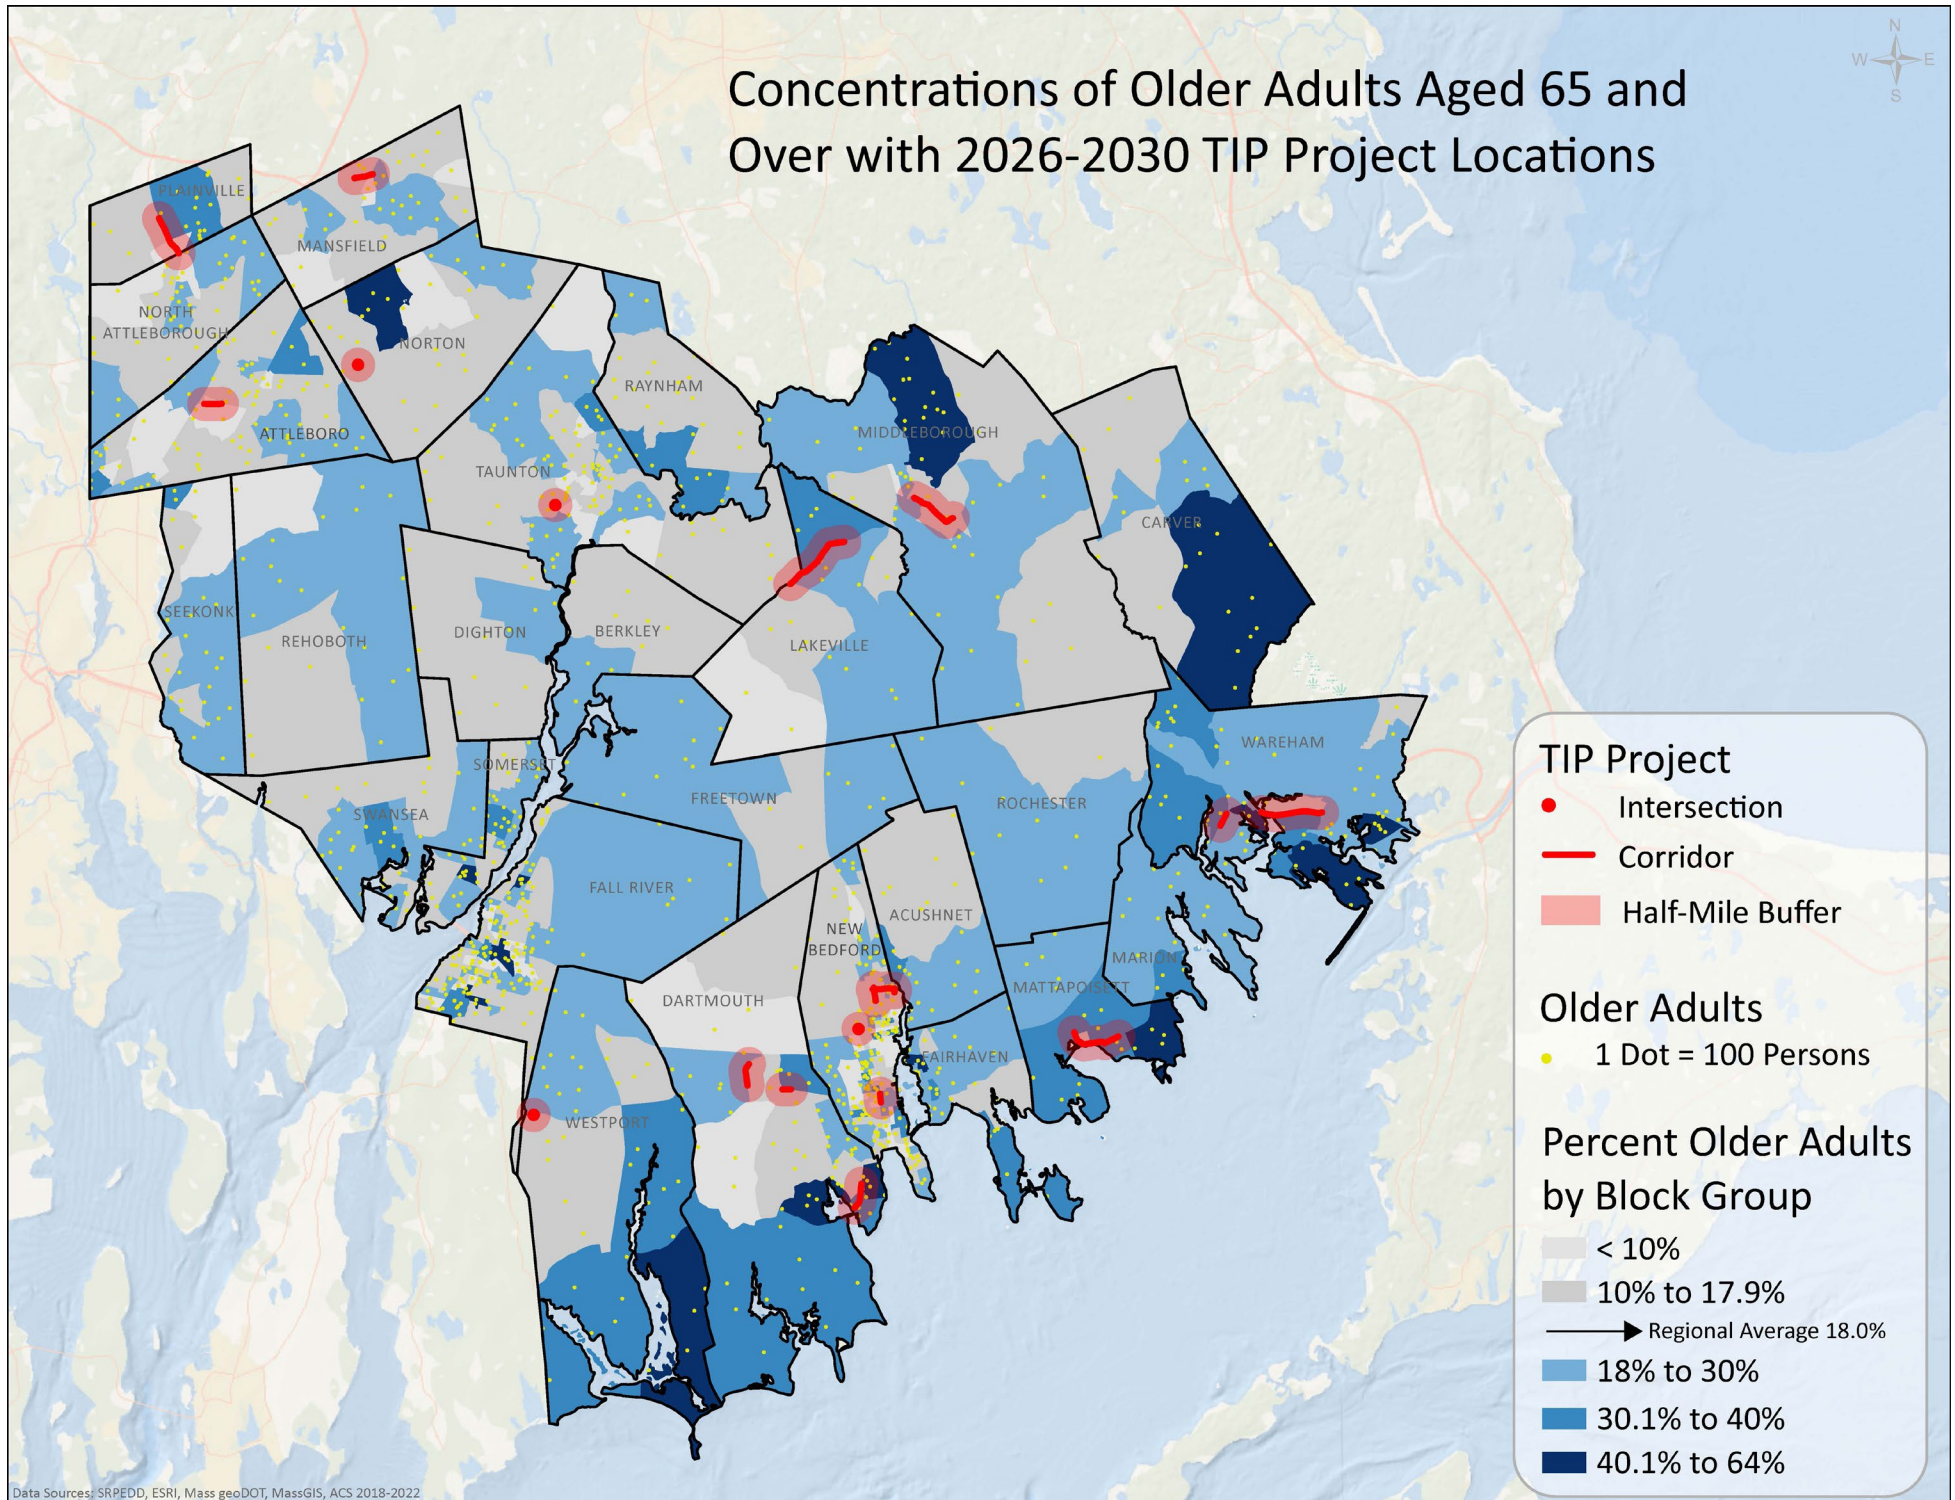 N
W E
S
Concentrations of Older Adults Aged 65 and
Over with 2026-2030 TIP Project Locations
PLAINVILLE
MANSFIELD
NORTH
ATTLEBOROUGH
NORTON
RAYNHAM
ATTLEBORO
MIDDLEBOROUGH
TAUNTON
CARVER
SEEKONK
REHOBOTH
DIGHTON
BERKLEY
LAKEVILLE
WAREHAM
SOMERSET
FREETOWN
ROCHESTER
SWANSEA
FALL RIVER
ACUSHNET
NEW
BEDFORD
MARION
MATTAPOISETT
DARTMOUTH
FAIRHAVEN
WESTPORT
TIP Project
Intersection
Corridor
Half-Mile Buffer
Older Adults
1 Dot = 100 Persons
Percent Older Adults
by Block Group
< 10%
10% to 17.9%
Regional Average 18.0%
18% to 30%
30.1% to 40%
40.1% to 64%
Data Sources: SRPEDD, ESRI, Mass geoDOT, MassGIS, ACS 2018-2022